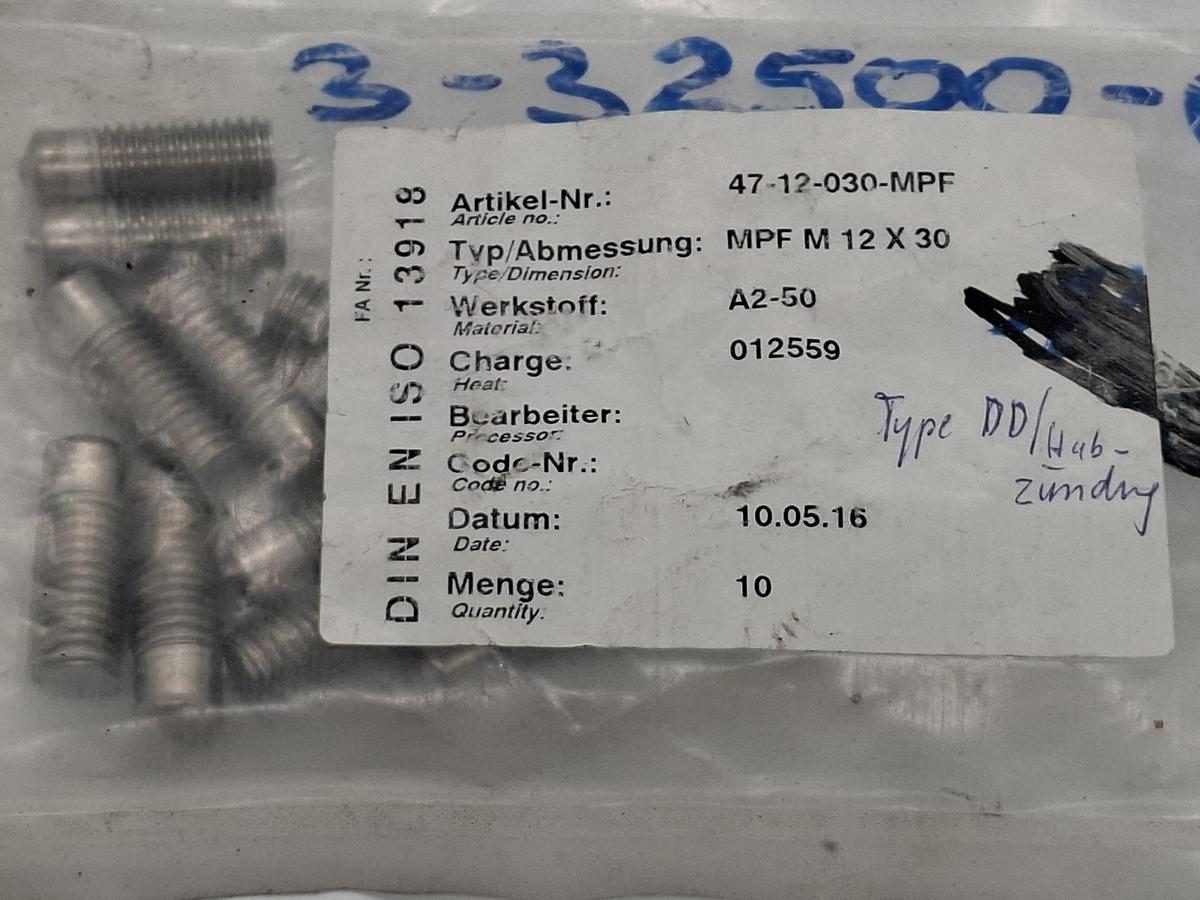 3-32500-
FA Nr.:
DIN EN ISO 13918
Artikel-Nr.: 47-12-030-MPF
Article no.:
Typ/Abmessung: MPF M 12 X 30
Type/Dimension:
Werkstoff: A2-50
Material:
Charge: 012559
Heat:
Bearbeiter:
Processor:
Code-Nr.:
Code no.:
Datum: 10.05.16
Date:
Menge: 10
Quantity:
Type DD/Hub-
zündung